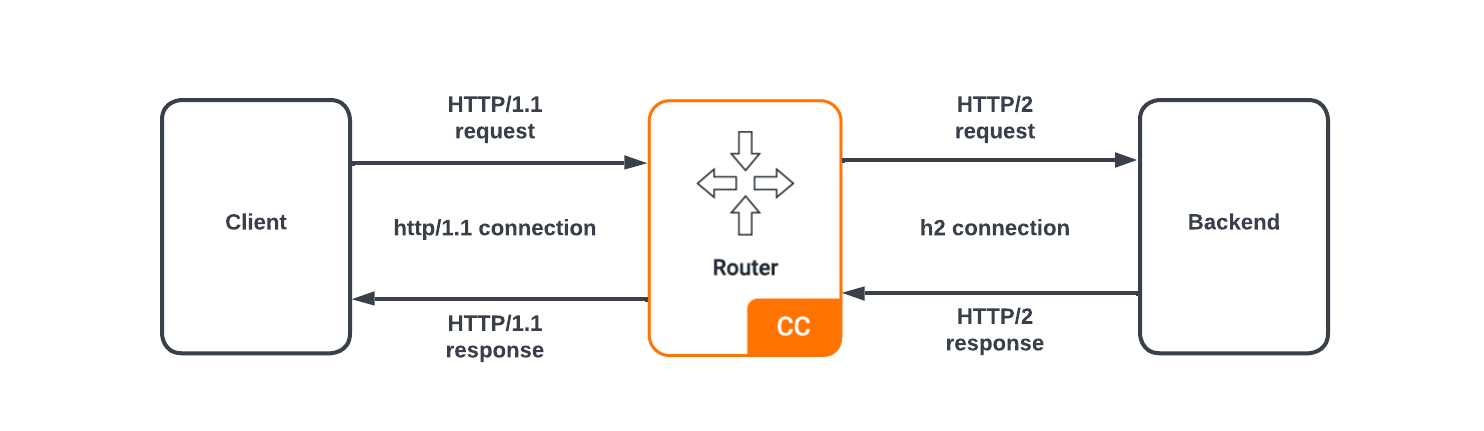 HTTP/1.1
request
HTTP/2
request
Client
http/1.1 connection
h2 connection
Backend
Router
HTTP/1.1
response
CC
HTTP/2
response